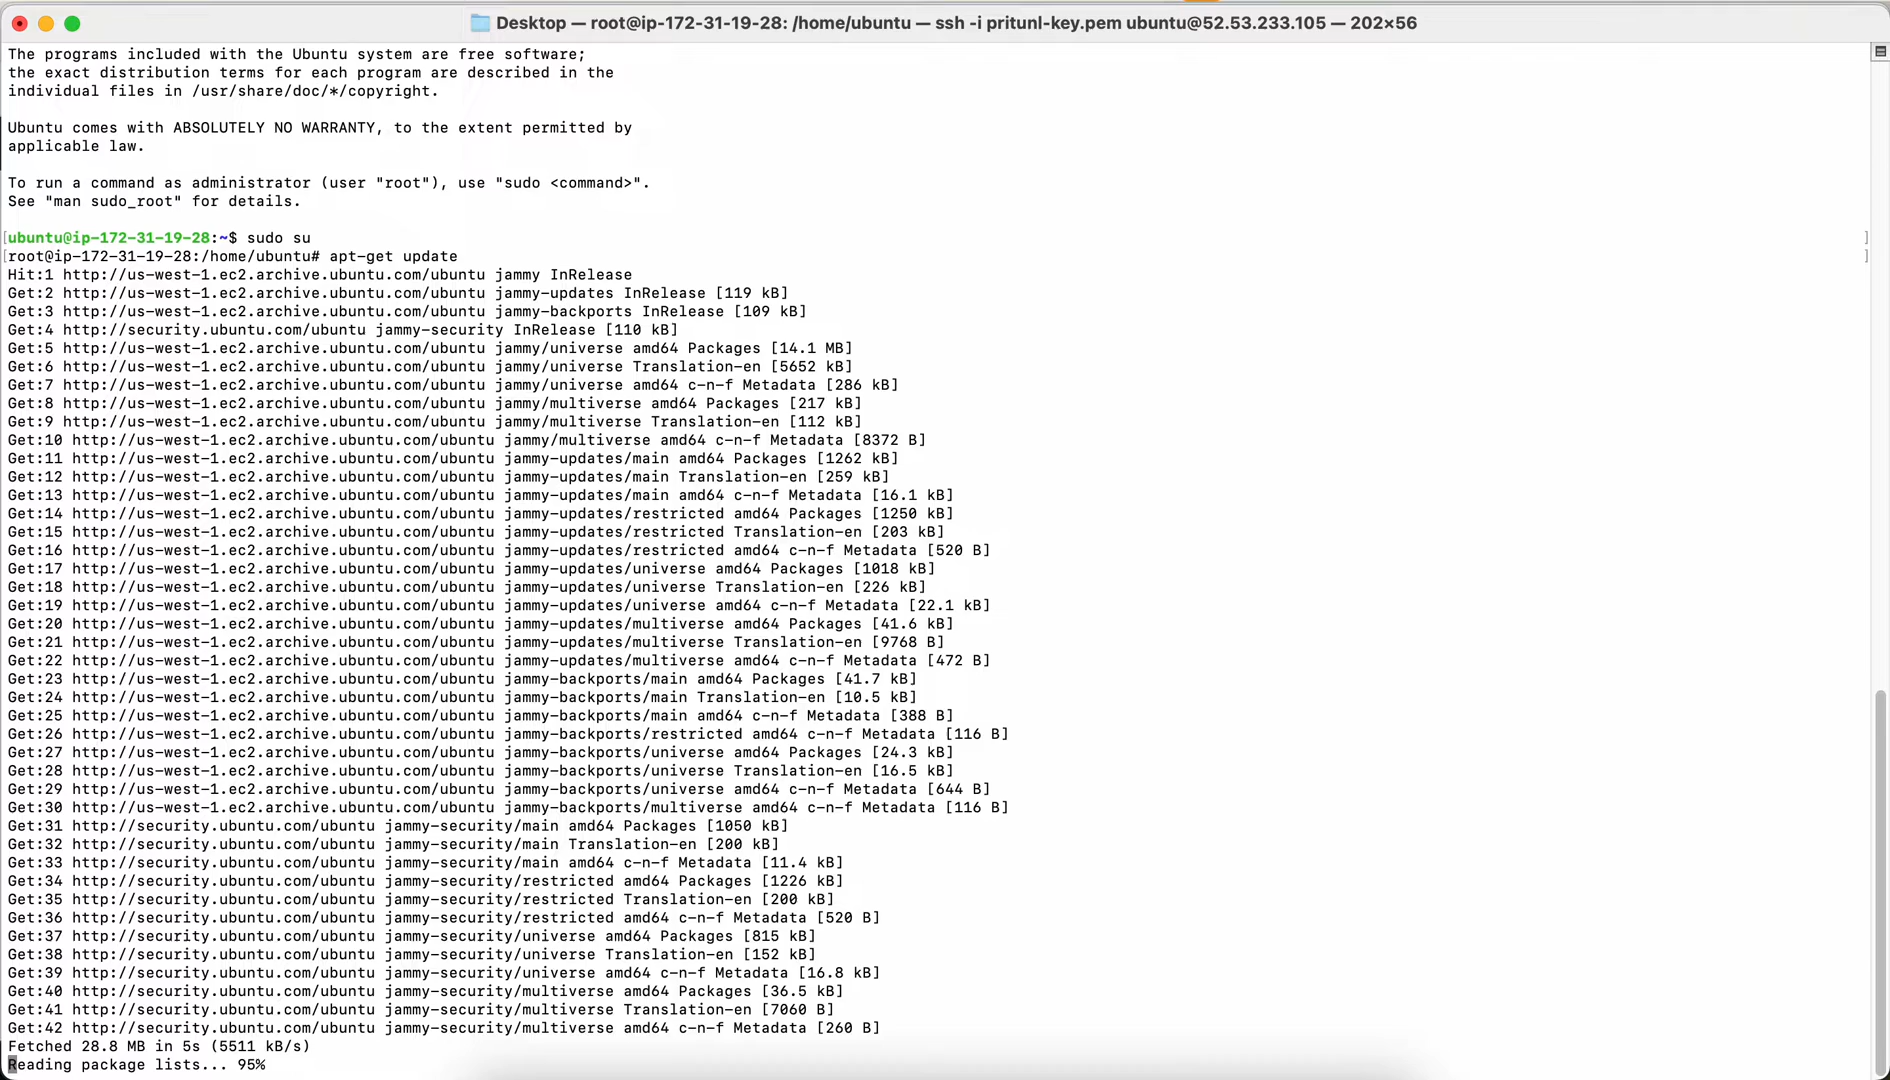 Desktop — root@ip-172-31-19-28: /home/ubuntu — ssh -i pritunl-key.pem ubuntu@52.53.233.105 — 202×56
The programs included with the Ubuntu system are free software;
the exact distribution terms for each program are described in the
individual files in /usr/share/doc/*/copyright.
Ubuntu comes with ABSOLUTELY NO WARRANTY, to the extent permitted by
applicable law.
To run a command as administrator (user "root"), use "sudo <command>".
See "man sudo_root" for details.
[ubuntu@ip-172-31-19-28:~$ sudo su ]
[root@ip-172-31-19-28:/home/ubuntu# apt-get update ]
Hit:1 http://us-west-1.ec2.archive.ubuntu.com/ubuntu jammy InRelease
Get:2 http://us-west-1.ec2.archive.ubuntu.com/ubuntu jammy-updates InRelease [119 kB]
Get:3 http://us-west-1.ec2.archive.ubuntu.com/ubuntu jammy-backports InRelease [109 kB]
Get:4 http://security.ubuntu.com/ubuntu jammy-security InRelease [110 kB]
Get:5 http://us-west-1.ec2.archive.ubuntu.com/ubuntu jammy/universe amd64 Packages [14.1 MB]
Get:6 http://us-west-1.ec2.archive.ubuntu.com/ubuntu jammy/universe Translation-en [5652 kB]
Get:7 http://us-west-1.ec2.archive.ubuntu.com/ubuntu jammy/universe amd64 c-n-f Metadata [286 kB]
Get:8 http://us-west-1.ec2.archive.ubuntu.com/ubuntu jammy/multiverse amd64 Packages [217 kB]
Get:9 http://us-west-1.ec2.archive.ubuntu.com/ubuntu jammy/multiverse Translation-en [112 kB]
Get:10 http://us-west-1.ec2.archive.ubuntu.com/ubuntu jammy/multiverse amd64 c-n-f Metadata [8372 B]
Get:11 http://us-west-1.ec2.archive.ubuntu.com/ubuntu jammy-updates/main amd64 Packages [1262 kB]
Get:12 http://us-west-1.ec2.archive.ubuntu.com/ubuntu jammy-updates/main Translation-en [259 kB]
Get:13 http://us-west-1.ec2.archive.ubuntu.com/ubuntu jammy-updates/main amd64 c-n-f Metadata [16.1 kB]
Get:14 http://us-west-1.ec2.archive.ubuntu.com/ubuntu jammy-updates/restricted amd64 Packages [1250 kB]
Get:15 http://us-west-1.ec2.archive.ubuntu.com/ubuntu jammy-updates/restricted Translation-en [203 kB]
Get:16 http://us-west-1.ec2.archive.ubuntu.com/ubuntu jammy-updates/restricted amd64 c-n-f Metadata [520 B]
Get:17 http://us-west-1.ec2.archive.ubuntu.com/ubuntu jammy-updates/universe amd64 Packages [1018 kB]
Get:18 http://us-west-1.ec2.archive.ubuntu.com/ubuntu jammy-updates/universe Translation-en [226 kB]
Get:19 http://us-west-1.ec2.archive.ubuntu.com/ubuntu jammy-updates/universe amd64 c-n-f Metadata [22.1 kB]
Get:20 http://us-west-1.ec2.archive.ubuntu.com/ubuntu jammy-updates/multiverse amd64 Packages [41.6 kB]
Get:21 http://us-west-1.ec2.archive.ubuntu.com/ubuntu jammy-updates/multiverse Translation-en [9768 B]
Get:22 http://us-west-1.ec2.archive.ubuntu.com/ubuntu jammy-updates/multiverse amd64 c-n-f Metadata [472 B]
Get:23 http://us-west-1.ec2.archive.ubuntu.com/ubuntu jammy-backports/main amd64 Packages [41.7 kB]
Get:24 http://us-west-1.ec2.archive.ubuntu.com/ubuntu jammy-backports/main Translation-en [10.5 kB]
Get:25 http://us-west-1.ec2.archive.ubuntu.com/ubuntu jammy-backports/main amd64 c-n-f Metadata [388 B]
Get:26 http://us-west-1.ec2.archive.ubuntu.com/ubuntu jammy-backports/restricted amd64 c-n-f Metadata [116 B]
Get:27 http://us-west-1.ec2.archive.ubuntu.com/ubuntu jammy-backports/universe amd64 Packages [24.3 kB]
Get:28 http://us-west-1.ec2.archive.ubuntu.com/ubuntu jammy-backports/universe Translation-en [16.5 kB]
Get:29 http://us-west-1.ec2.archive.ubuntu.com/ubuntu jammy-backports/universe amd64 c-n-f Metadata [644 B]
Get:30 http://us-west-1.ec2.archive.ubuntu.com/ubuntu jammy-backports/multiverse amd64 c-n-f Metadata [116 B]
Get:31 http://security.ubuntu.com/ubuntu jammy-security/main amd64 Packages [1050 kB]
Get:32 http://security.ubuntu.com/ubuntu jammy-security/main Translation-en [200 kB]
Get:33 http://security.ubuntu.com/ubuntu jammy-security/main amd64 c-n-f Metadata [11.4 kB]
Get:34 http://security.ubuntu.com/ubuntu jammy-security/restricted amd64 Packages [1226 kB]
Get:35 http://security.ubuntu.com/ubuntu jammy-security/restricted Translation-en [200 kB]
Get:36 http://security.ubuntu.com/ubuntu jammy-security/restricted amd64 c-n-f Metadata [520 B]
Get:37 http://security.ubuntu.com/ubuntu jammy-security/universe amd64 Packages [815 kB]
Get:38 http://security.ubuntu.com/ubuntu jammy-security/universe Translation-en [152 kB]
Get:39 http://security.ubuntu.com/ubuntu jammy-security/universe amd64 c-n-f Metadata [16.8 kB]
Get:40 http://security.ubuntu.com/ubuntu jammy-security/multiverse amd64 Packages [36.5 kB]
Get:41 http://security.ubuntu.com/ubuntu jammy-security/multiverse Translation-en [7060 B]
Get:42 http://security.ubuntu.com/ubuntu jammy-security/multiverse amd64 c-n-f Metadata [260 B]
Fetched 28.8 MB in 5s (5511 kB/s)
Reading package lists... 95%